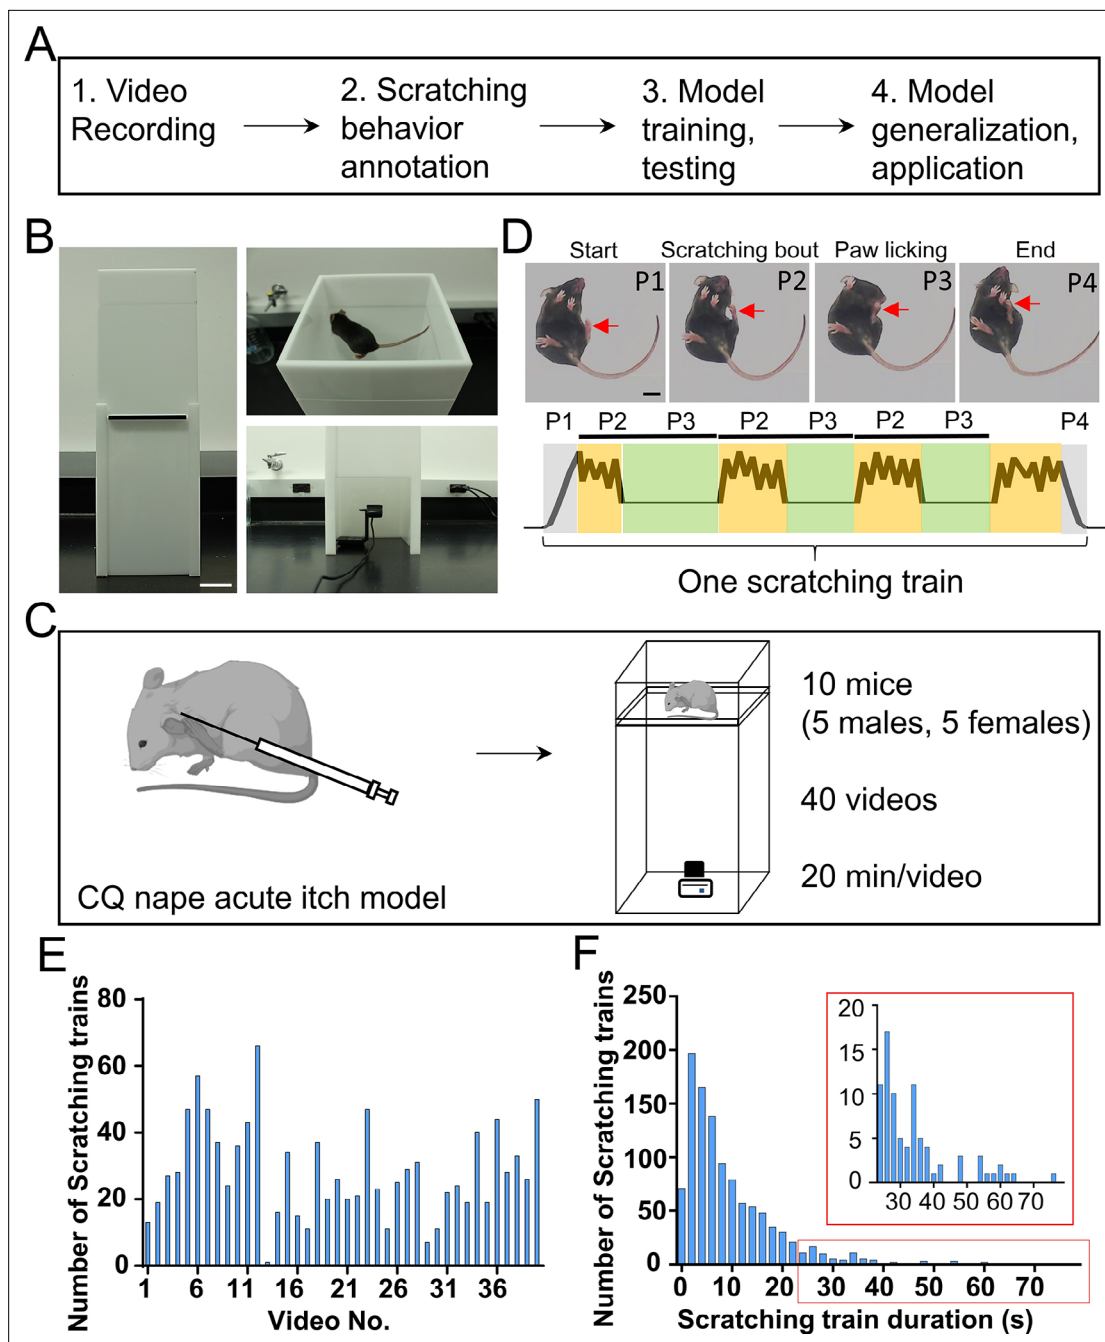 A
1. Video
Recording
2. Scratching
behavior
annotation
3. Model
training,
testing
4. Model
generalization,
application
B
D
Start
Scratching bout
Paw licking
End
P1
P2
P3
P4
P1
P2
P3
P2
P3
P2
P3
P4
One scratching train
C
CQ nape acute itch model
10 mice
(5 males, 5 females)
40 videos
20 min/video
E
Number of Scratching trains
80
60
40
20
0
1
6
11
16
21
26
31
36
Video No.
F
Number of Scratching trains
250
200
150
100
50
0
0
10
20
30
40
50
60
70
Scratching train duration (s)
20
15
10
5
0
30
40
50
60
70